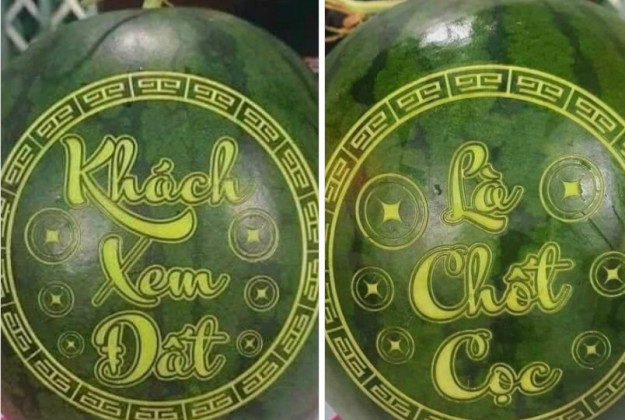 Khách
Xem
Đất
Là
Chốt
Cọc